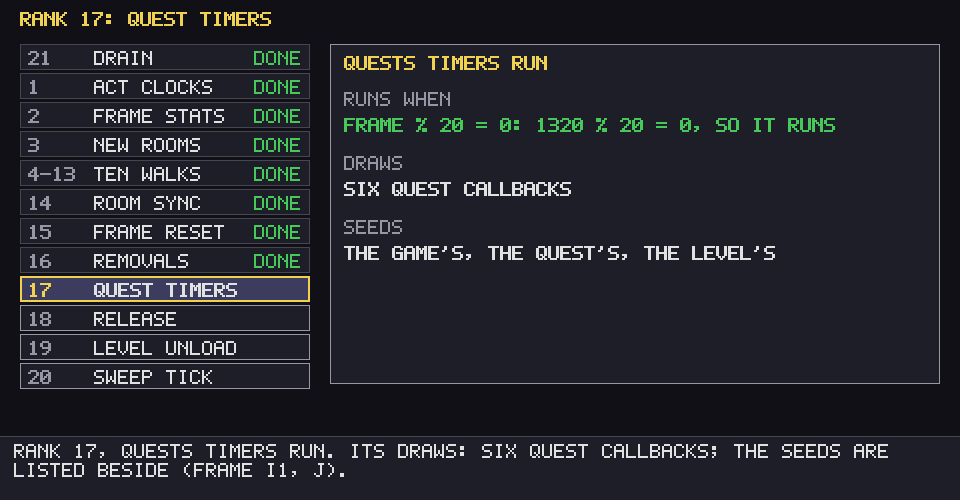 RANK 17: QUEST TIMERS
21 DRAIN DONE
1 ACT CLOCKS DONE
2 FRAME STATS DONE
3 NEW ROOMS DONE
4-13 TEN WALKS DONE
14 ROOM SYNC DONE
15 FRAME RESET DONE
16 REMOVALS DONE
17 QUEST TIMERS
18 RELEASE
19 LEVEL UNLOAD
20 SWEEP TICK
QUESTS TIMERS RUN
RUNS WHEN
FRAME % 20 = 0: 1320 % 20 = 0, SO IT RUNS
DRAWS
SIX QUEST CALLBACKS
SEEDS
THE GAME'S, THE QUEST'S, THE LEVEL'S
RANK 17, QUESTS TIMERS RUN. ITS DRAWS: SIX QUEST CALLBACKS; THE SEEDS ARE
LISTED BESIDE (FRAME I1, J).